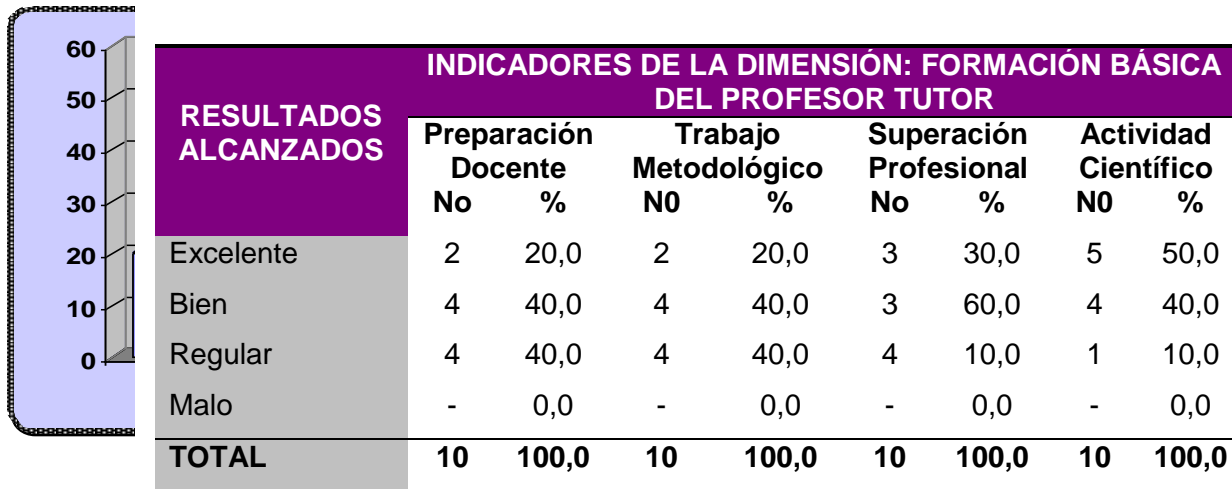 60
50
40
30
20
10
0
RESULTADOS
ALCANZADOS
INDICADORES DE LA DIMENSIÓN: FORMACIÓN BÁSICA
DEL PROFESOR TUTOR
Preparación Trabajo Superación Actividad
Docente Metodológico Profesional Científico
No % N0 % No % N0 %
Excelente 2 20,0 2 20,0 3 30,0 5 50,0
Bien 4 40,0 4 40,0 3 60,0 4 40,0
Regular 4 40,0 4 40,0 4 10,0 1 10,0
Malo - 0,0 - 0,0 - 0,0 - 0,0
TOTAL 10 100,0 10 100,0 10 100,0 10 100,0